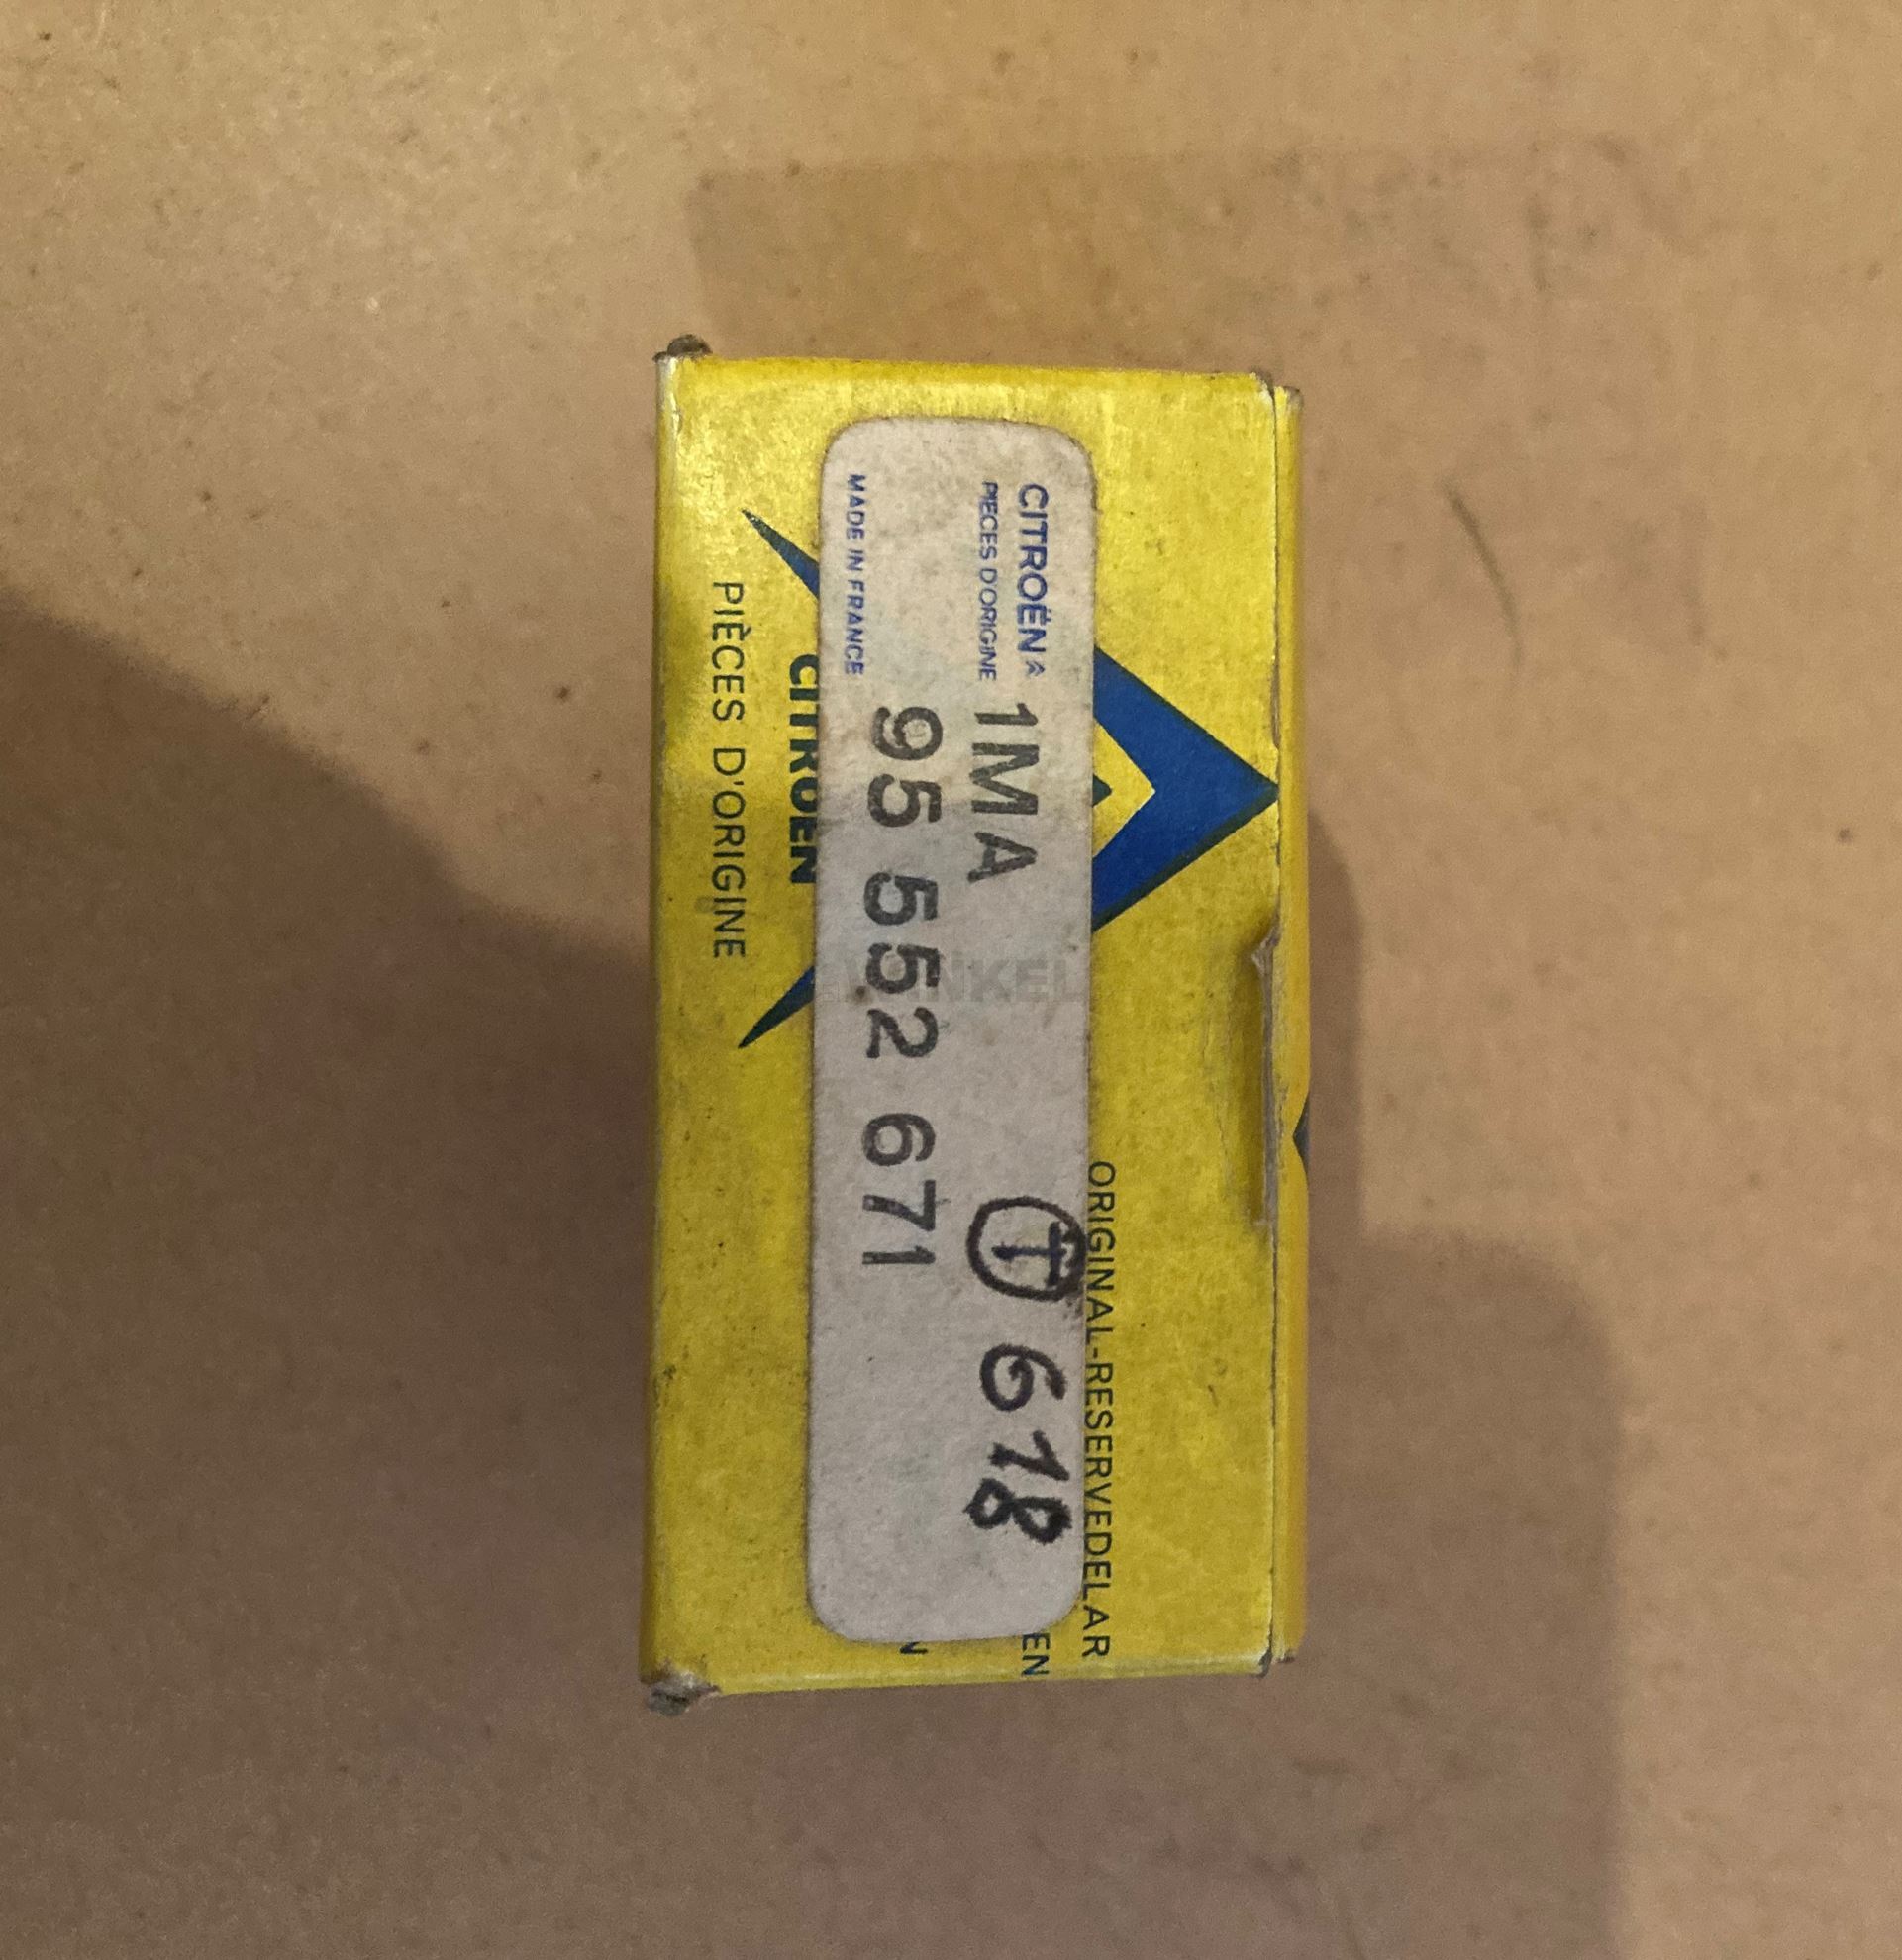 CITROËN
PIECES D'ORIGINE
1MA
Ⓣ 618
95 552 671
MADE IN FRANCE
ORIGINAL-RESERVEDELAR
EN
N
CITROËN
PIÈCES D'ORIGINE